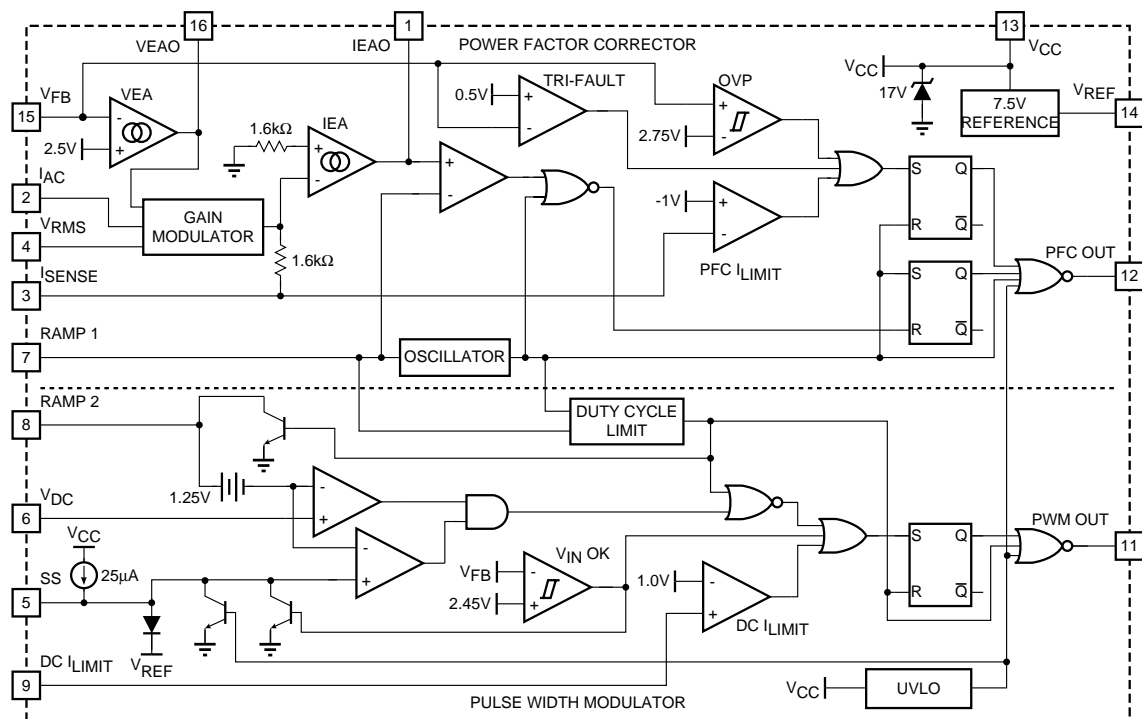 16
1
13
VEAO
IEAO
POWER FACTOR CORRECTOR
VCC
VFB
VEA
TRI-FAULT
OVP
VCC
VREF
15
-
+
2.5V
0.5V
+
-
+
-
2.75V
17V
7.5V
REFERENCE
14
IEA
1.6kΩ
+
-
+
-
IAC
2
VRMS
4
GAIN
MODULATOR
1.6kΩ
-1V
+
-
PFC ILIMIT
S
Q
R
Q
ISENSE
3
S
Q
R
Q
PFC OUT
12
RAMP 1
7
OSCILLATOR
RAMP 2
8
DUTY CYCLE
LIMIT
1.25V
-
+
VDC
6
-
+
VCC
25µA
SS
5
VREF
VIN OK
VFB
-
2.45V
+
1.0V
-
+
DC ILIMIT
S
Q
R
Q
PWM OUT
11
DC ILIMIT
9
PULSE WIDTH MODULATOR
VCC
UVLO